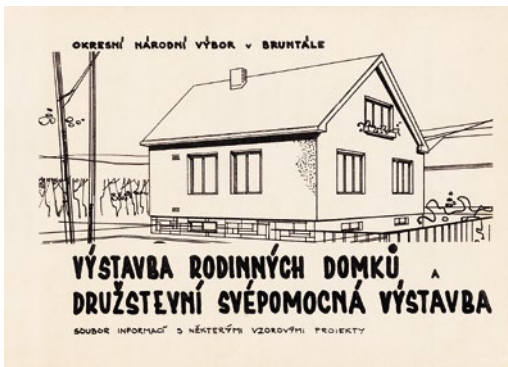 OKRESNÍ NÁRODNÍ VÝBOR v BRUNTÁLE
VÝSTAVBA RODINNÝCH DOMKŮ A
DRUŽSTEVNÍ SVÉPOMOCNÁ VÝSTAVBA
SOUBOR INFORMACÍ S NĚKTERÝMI VZOROVÝMI PROJEKTY